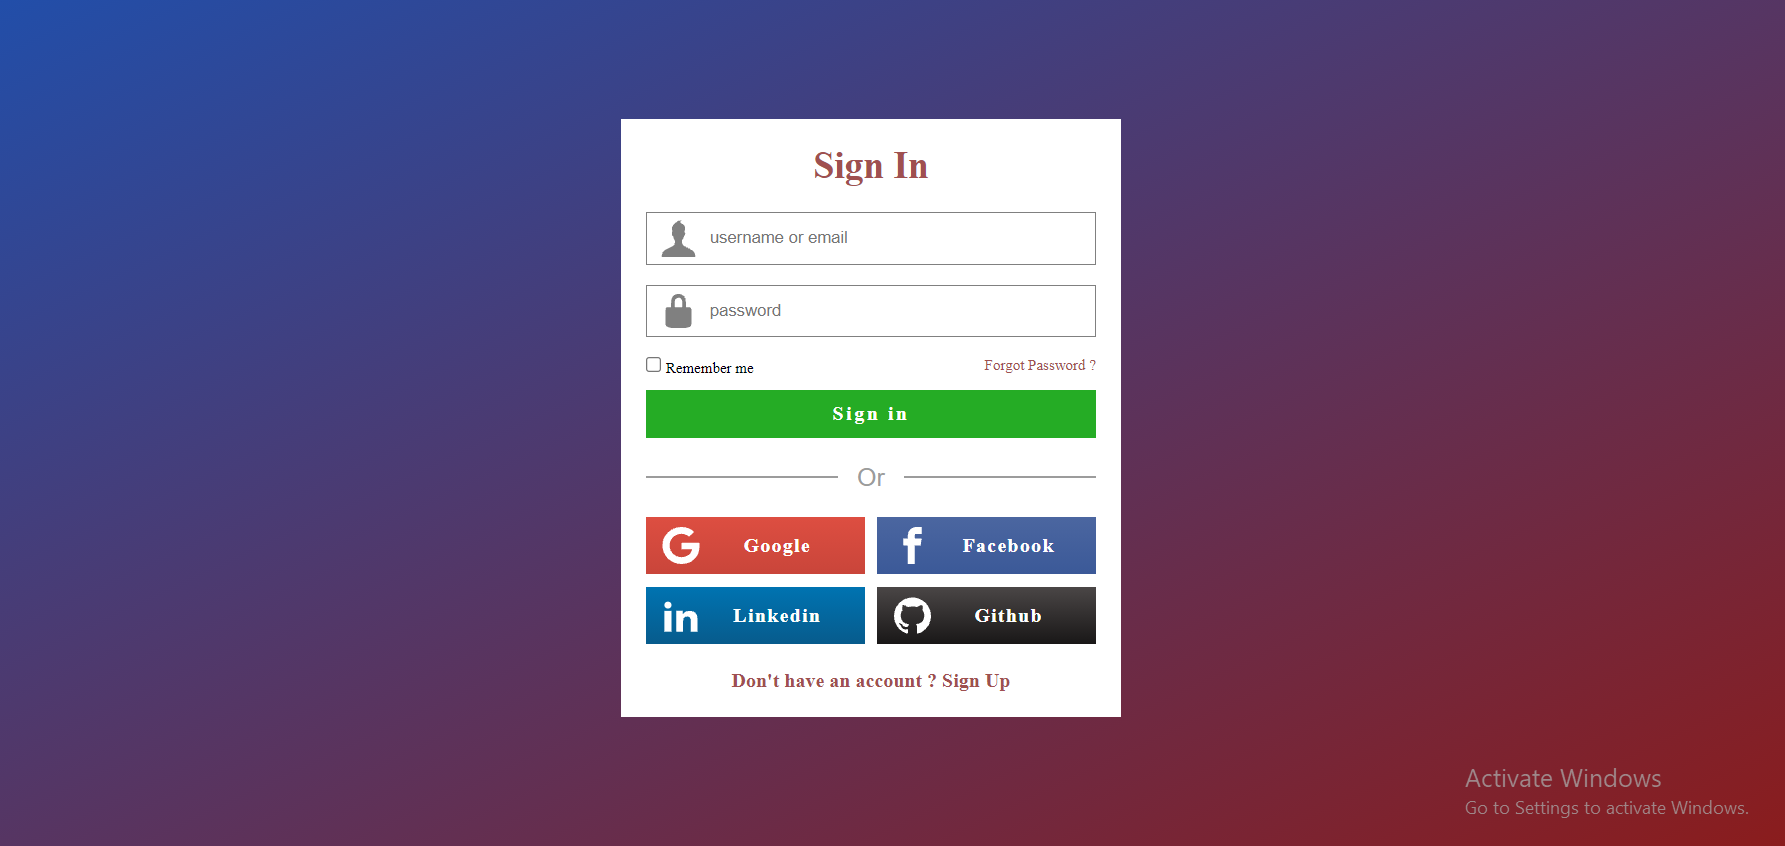 Sign In
username or email
password
Remember me
Forgot Password ?
Sign in
Or
Google
Facebook
Linkedin
Github
Don't have an account ? Sign Up
Activate Windows
Go to Settings to activate Windows.